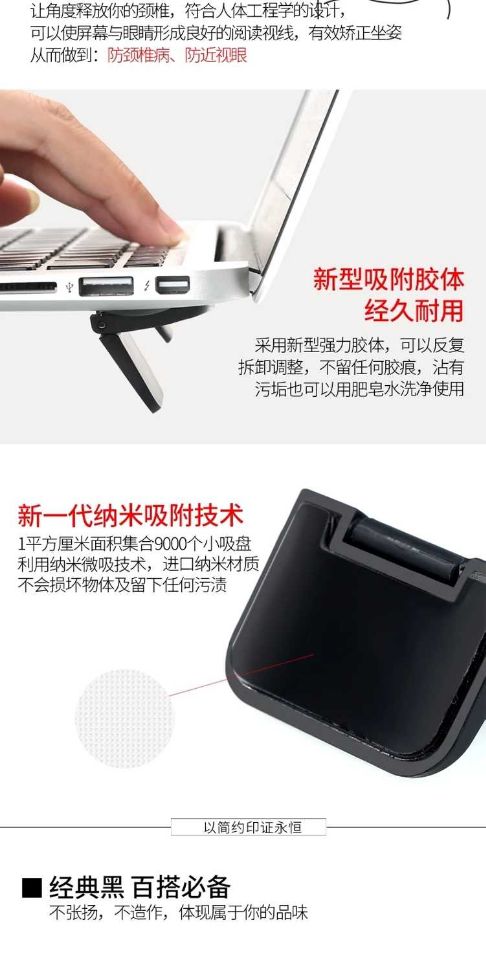 让角度释放你的颈椎，符合人体工程学的设计，
可以使屏幕与眼睛形成良好的阅读视线，有效矫正坐姿
从而做到：防颈椎病、防近视眼
新型吸附胶体
经久耐用
采用新型强力胶体，可以反复
拆卸调整，不留任何胶痕，沾有
污垢也可以用肥皂水洗净使用
新一代纳米吸附技术
1平方厘米面积集合9000个小吸盘
利用纳米微吸技术，进口纳米材质
不会损坏物体及留下任何污渍
以简约印证永恒
经典黑 百搭必备
不张扬，不造作，体现属于你的品味